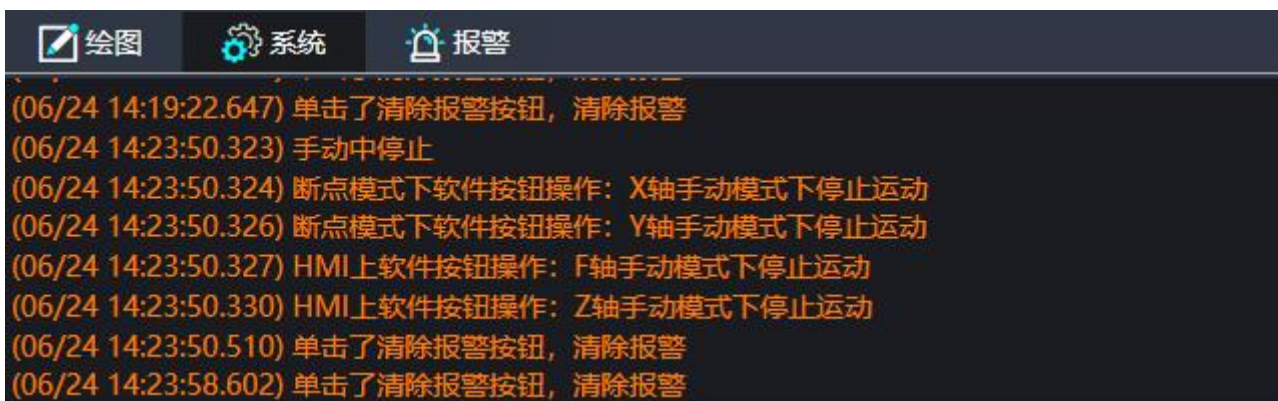 绘图 系统 报警
(06/24 14:19:22.647) 单击了清除报警按钮，清除报警
(06/24 14:23:50.323) 手动中停止
(06/24 14:23:50.324) 断点模式下软件按钮操作：X轴手动模式下停止运动
(06/24 14:23:50.326) 断点模式下软件按钮操作：Y轴手动模式下停止运动
(06/24 14:23:50.327) HMI上软件按钮操作：F轴手动模式下停止运动
(06/24 14:23:50.330) HMI上软件按钮操作：Z轴手动模式下停止运动
(06/24 14:23:50.510) 单击了清除报警按钮，清除报警
(06/24 14:23:58.602) 单击了清除报警按钮，清除报警